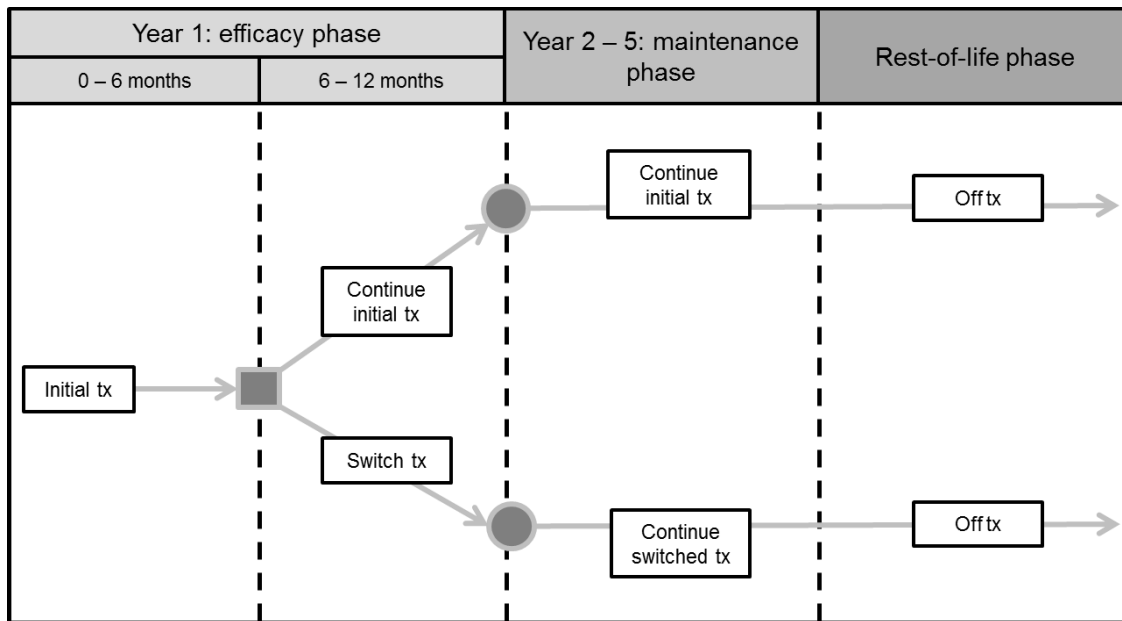 Year 1: efficacy phase
0 – 6 months
6 – 12 months
Year 2 – 5: maintenance
phase
Rest-of-life phase
Continue
initial tx
Off tx
Continue
initial tx
Initial tx
Switch tx
Continue
switched tx
Off tx